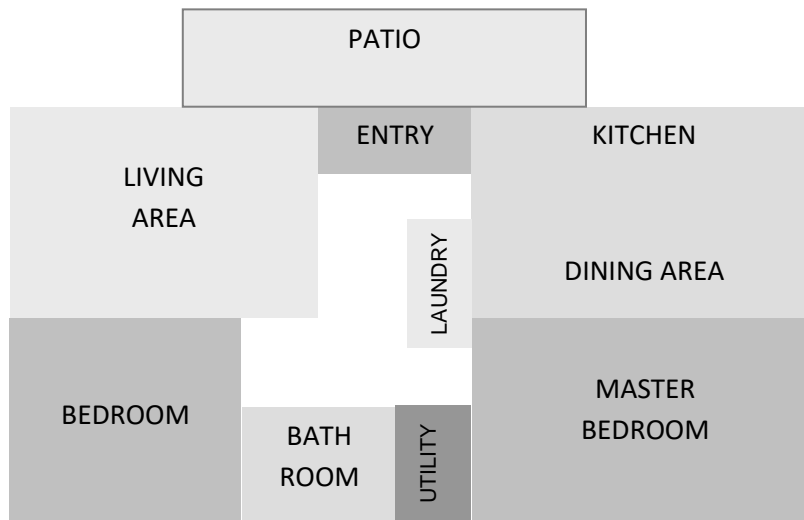 PATIO
ENTRY
KITCHEN
LIVING
AREA
LAUNDRY
DINING AREA
BEDROOM
MASTER
BEDROOM
BATH
ROOM
UTILITY